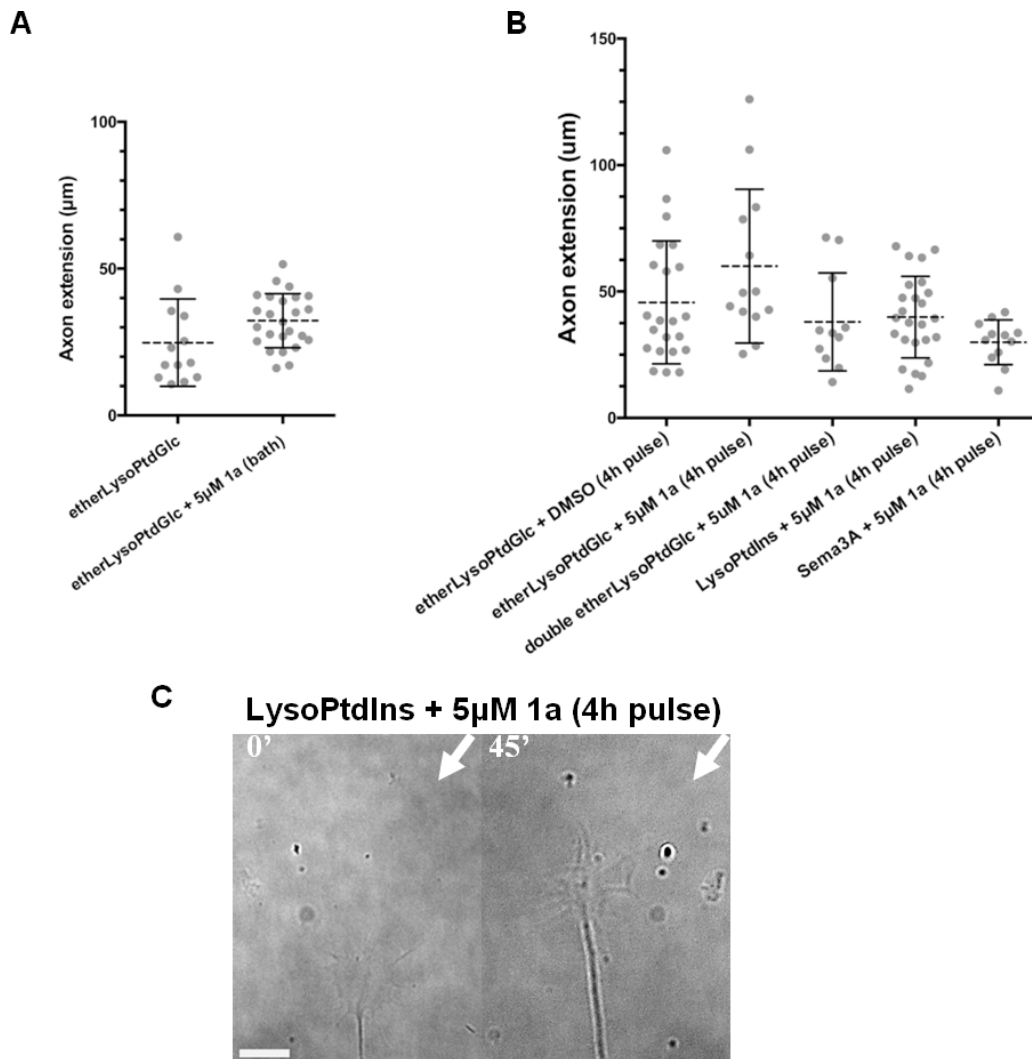 A
Axon extension (µm)
100
50
0
etherLysoPtdGlc
etherLysoPtdGlc + 5µM 1a (bath)
B
Axon extension (um)
150
100
50
0
etherLysoPtdGlc + DMSO (4h pulse)
etherLysoPtdGlc + 5µM 1a (4h pulse)
double etherLysoPtdGlc + 5uM 1a (4h pulse)
LysoPtdIns + 5µM 1a (4h pulse)
Sema3A + 5µM 1a (4h pulse)
C
LysoPtdIns + 5µM 1a (4h pulse)
0’
45’